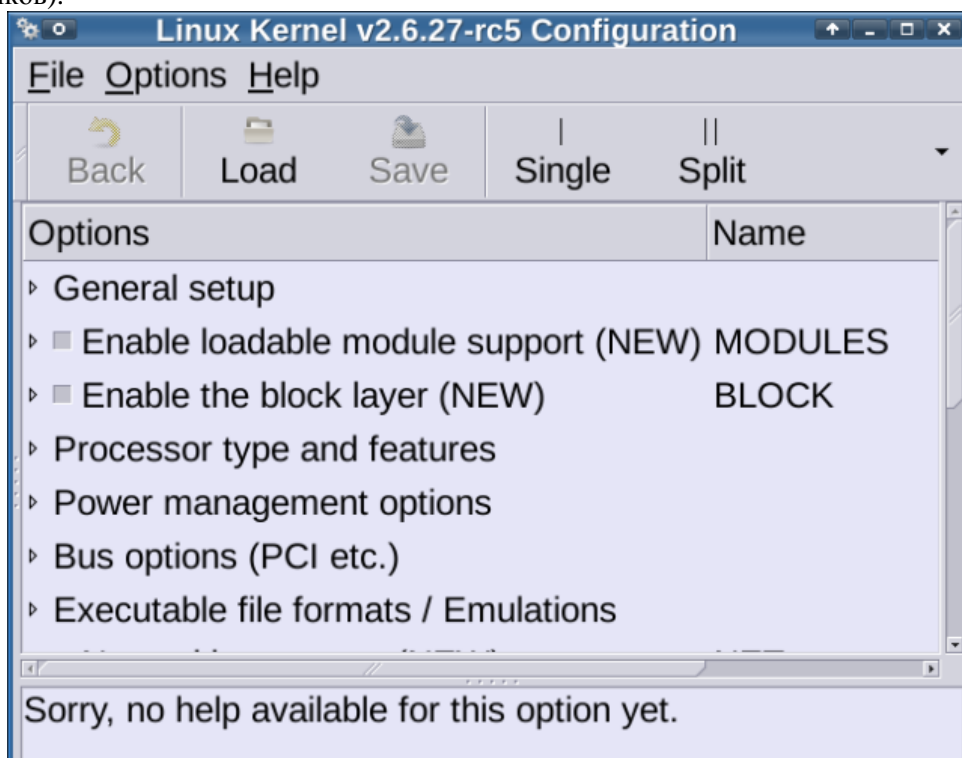 Linux Kernel v2.6.27-rc5 Configuration
File Options Help
Back Load Save Single Split
Options Name
General setup
Enable loadable module support (NEW) MODULES
Enable the block layer (NEW) BLOCK
Processor type and features
Power management options
Bus options (PCI etc.)
Executable file formats / Emulations
Sorry, no help available for this option yet.